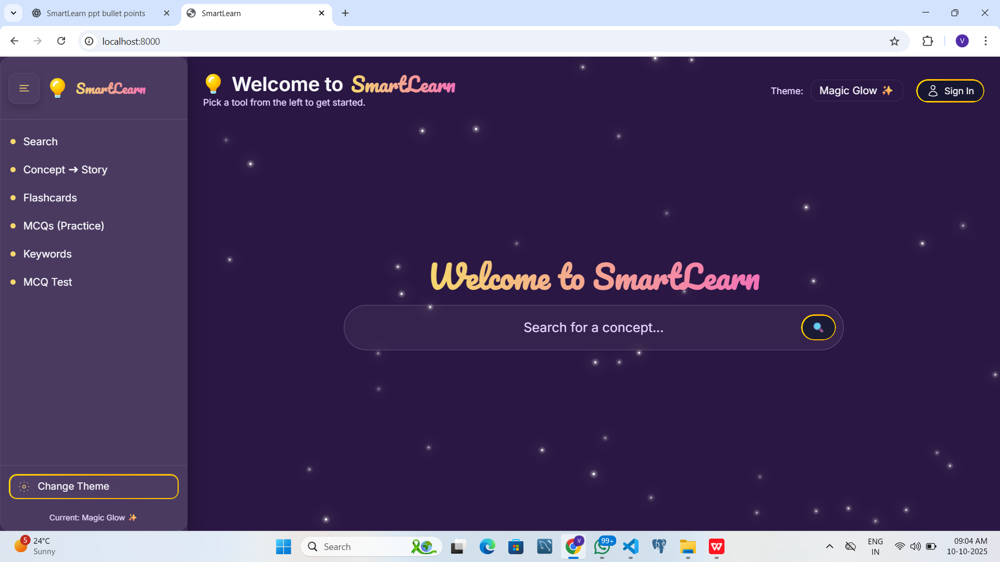 SmartLearn ppt bullet points
SmartLearn
localhost:8000
V
SmartLearn
Welcome to SmartLearn
Pick a tool from the left to get started.
Theme:
Magic Glow ✨
Sign In
Search
Concept ➜ Story
Flashcards
MCQs (Practice)
Keywords
MCQ Test
Welcome to SmartLearn
Search for a concept...
Change Theme
Current: Magic Glow ✨
5
24°C
Sunny
Search
V
99+
W
ENG
IN
09:04 AM
10-10-2025